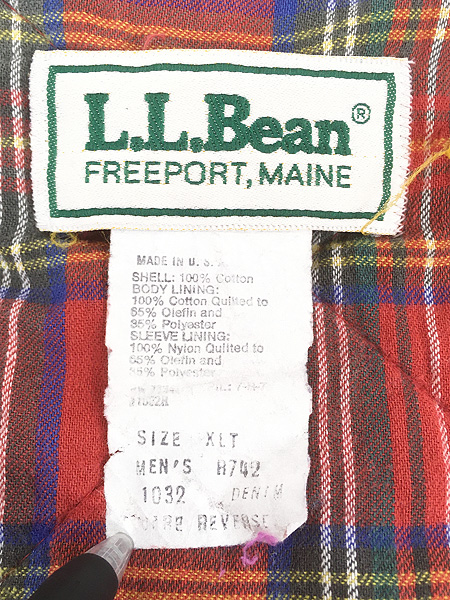 L.L.Bean®
FREEPORT, MAINE
MADE IN U.S.A.
SHELL: 100% Cotton
BODY LINING:
100% Cotton Quilted to
65% Olefin and
35% Polyester
SLEEVE LINING:
100% Nylon Quilted to
65% Olefin and
35% Polyester
SIZE XLT
MEN'S
1032 DENIM
REVERSE